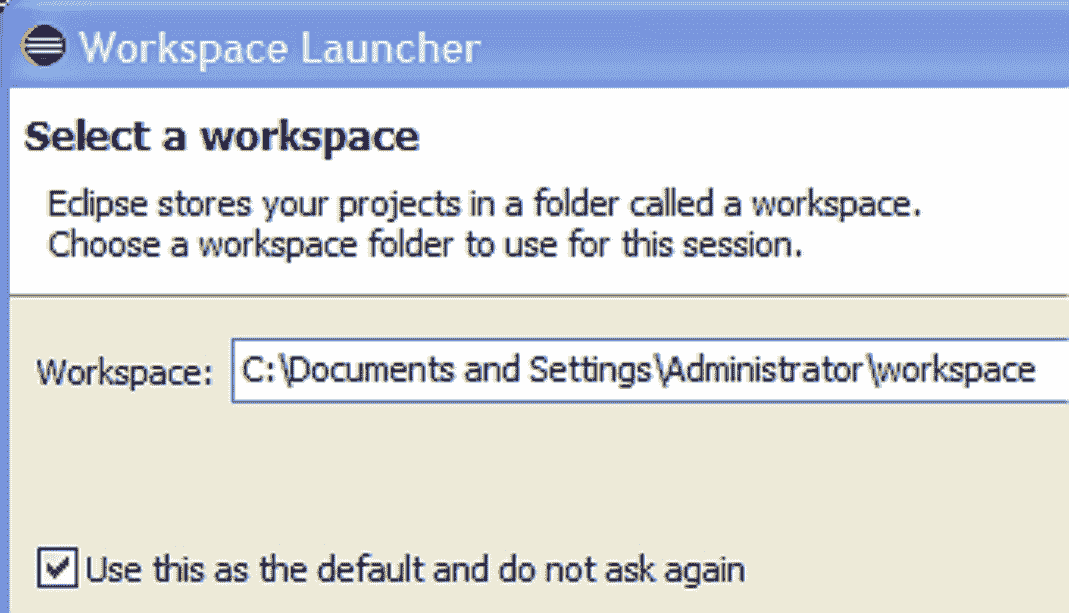 Workspace Launcher
Select a workspace
Eclipse stores your projects in a folder called a workspace.
Choose a workspace folder to use for this session.
Workspace: C:\Documents and Settings\Administrator\workspace
Use this as the default and do not ask again